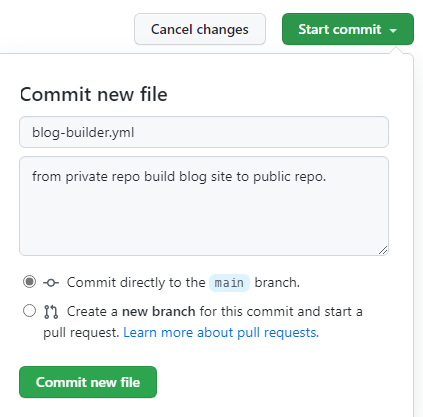 Cancel changes
Start commit
Commit new file
blog-builder.yml
from private repo build blog site to public repo.
Commit directly to the main branch.
Create a new branch for this commit and start a
pull request. Learn more about pull requests.
Commit new file